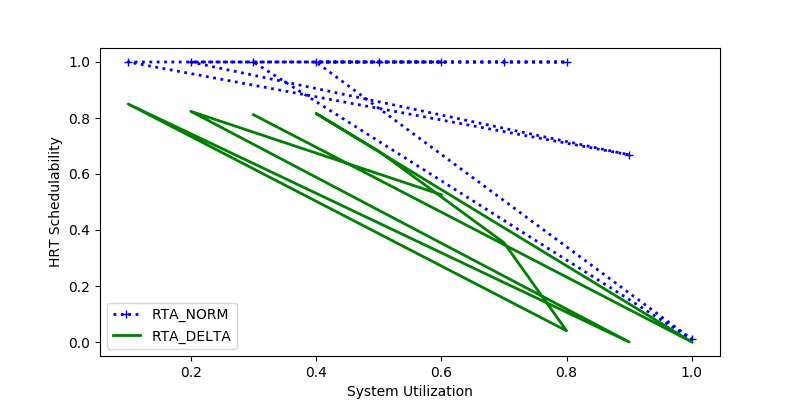 1.0
0.8
0.6
0.4
0.2
0.0
HRT Schedulability
RTA_NORM
RTA_DELTA
0.2 0.4 0.6 0.8 1.0
System Utilization